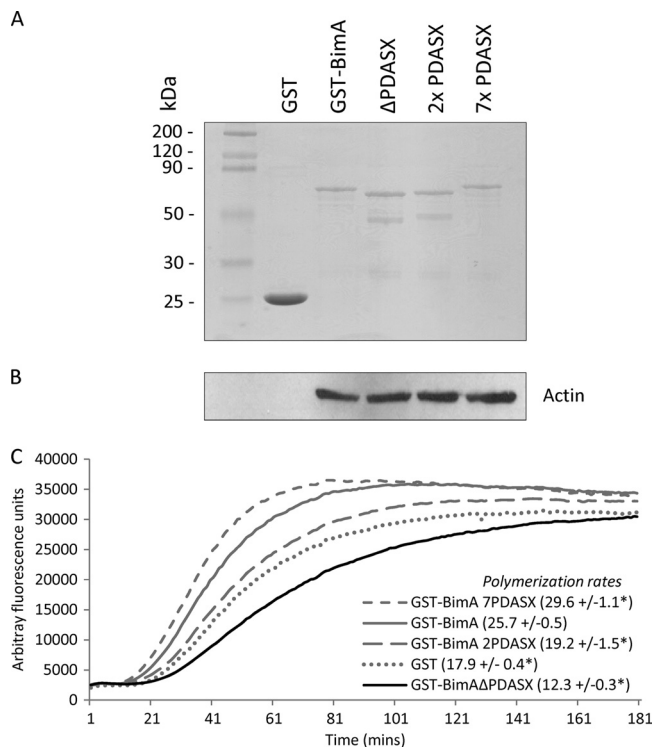 A
kDa
GST
GST-BimA
ΔPDASX
2x PDASX
7x PDASX
200 -
120 -
90 -
50 -
30 -
25 -
B
Actin
C
Arbitray fluorescence units
40000
35000
30000
25000
20000
15000
10000
5000
0
Polymerization rates
GST-BimA 7PDASX (29.6 +/-1.1*)
GST-BimA (25.7 +/-0.5)
GST-BimA 2PDASX (19.2 +/-1.5*)
GST (17.9 +/- 0.4*)
GST-BimAΔPDASX (12.3 +/-0.3*)
1 21 41 61 81 101 121 141 161 181
Time (mins)